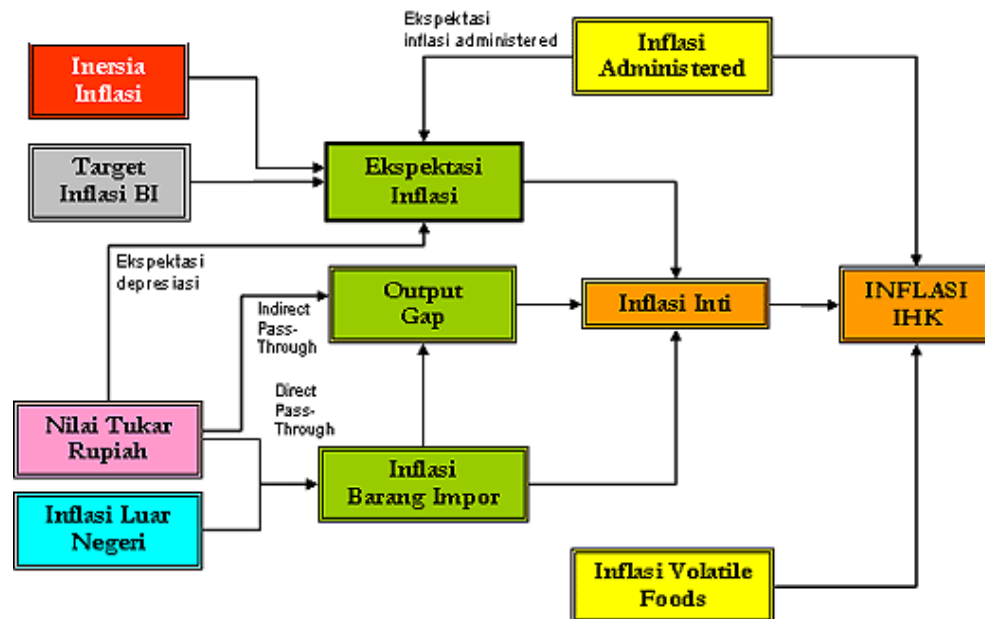 Ekspektasi
inflasi administered
Inflasi
Administered
Inersia
Inflasi
Target
Inflasi BI
Ekspektasi
Inflasi
Ekspektasi
depresiasi
Indirect
Pass-
Through
Output
Gap
Inflasi Inti
INFLASI
IHK
Direct
Pass-
Through
Nilai Tukar
Rupiah
Inflasi
Barang Impor
Inflasi Luar
Negeri
Inflasi Volatile
Foods